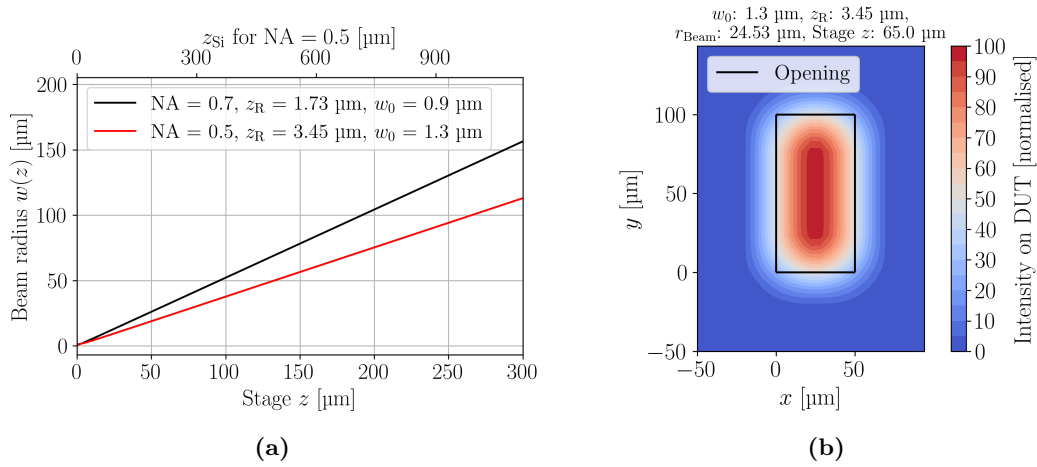 z_Si for NA = 0.5 [µm]
0 300 600 900
200
150
100
50
0
Beam radius w(z) [µm]
NA = 0.7, z_R = 1.73 µm, w_0 = 0.9 µm
NA = 0.5, z_R = 3.45 µm, w_0 = 1.3 µm
0 50 100 150 200 250 300
Stage z [µm]
(a)
w_0: 1.3 µm, z_R: 3.45 µm,
r_Beam: 24.53 µm, Stage z: 65.0 µm
Opening
100
50
0
−50
y [µm]
−50 0 50
x [µm]
100
90
80
70
60
50
40
30
20
10
0
Intensity on DUT [normalised]
(b)